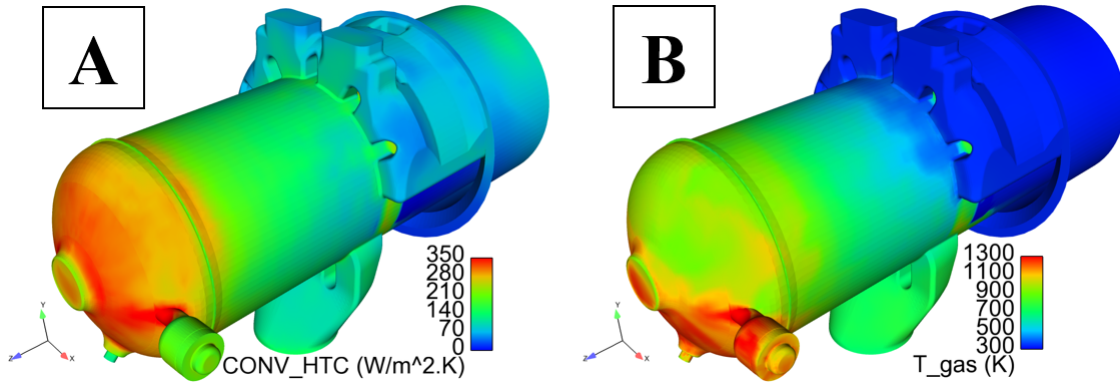 A
350
280
210
140
70
0
CONV_HTC (W/m^2.K)
Y
Z
X
B
1300
1100
900
700
500
300
T_gas (K)
Y
Z
X